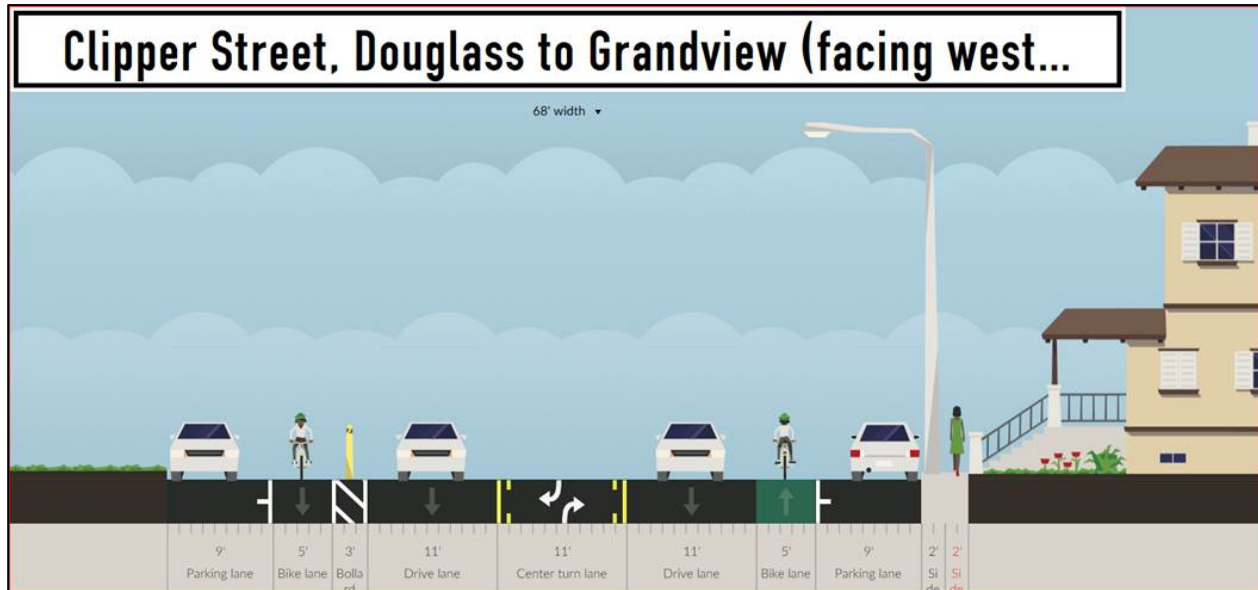 Clipper Street, Douglass to Grandview (facing west...
68' width
9' 5' 3' 11' 11' 11' 5' 9' 2' 2'
Parking lane Bike lane Bolla Drive lane Center turn lane Drive lane Bike lane Parking lane Si Si
rd de de